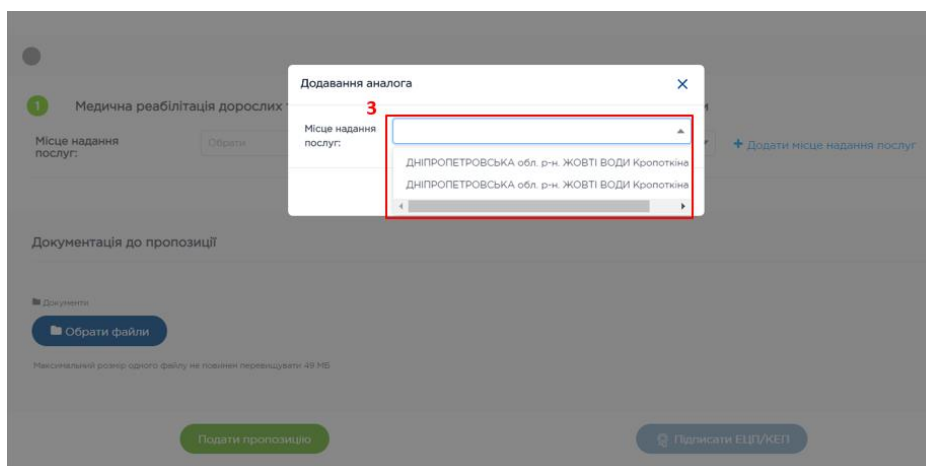 Додавання аналога
3
1 Медична реабілітація дорослих
Місце надання
послуг:
Обрати
Місце надання
послуг:
ДНІПРОПЕТРОВСЬКА обл. р-н. ЖОВТІ ВОДИ Кропоткіна
ДНІПРОПЕТРОВСЬКА обл. р-н. ЖОВТІ ВОДИ Кропоткіна
+ Додати місце надання послуг
Документація до пропозиції
Документи
Обрати файли
Максимальний розмір одного файлу не повинен перевищувати 49 МБ
Подати пропозицію
Підписати ЕЦП/КЕП